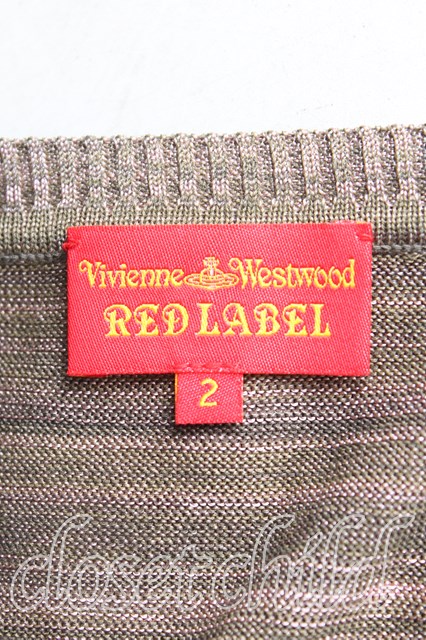 Vivienne Westwood
RED LABEL
2
closet child